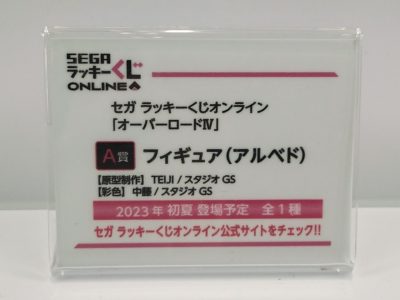 SEGA
ラッキーくじ
ONLINE
セガ ラッキーくじオンライン
「オーバーロードⅣ」
A賞 フィギュア（アルベド）
【原型制作】 TEIJI / スタジオ GS
【彩色】 中藤 / スタジオ GS
2023年 初夏 登場予定 全1種
セガ ラッキーくじオンライン公式サイトをチェック!!